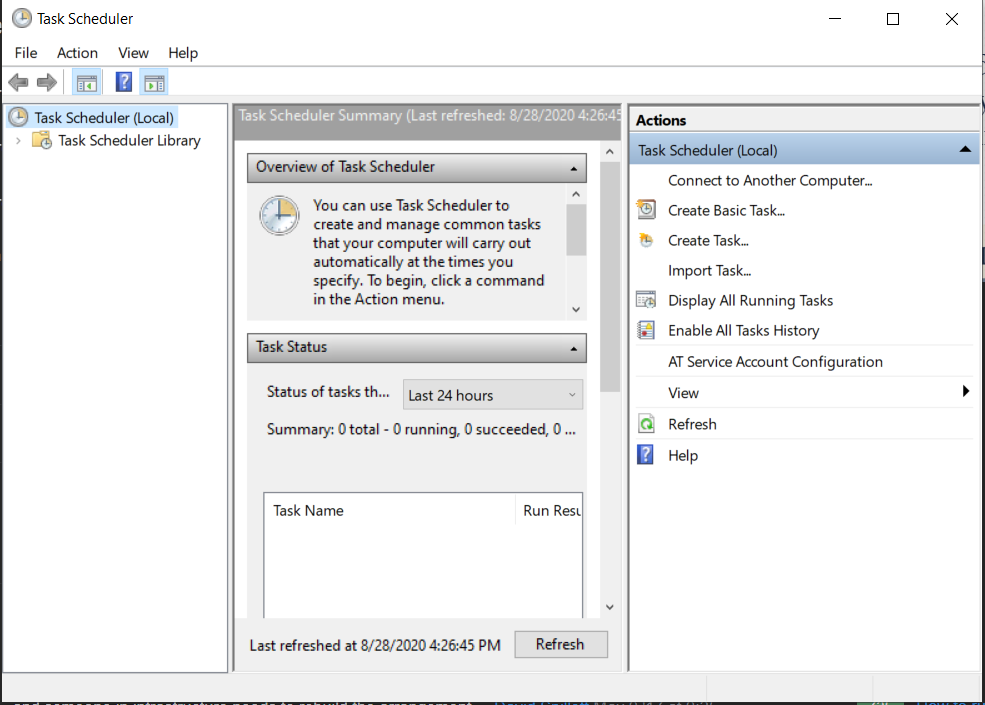 Task Scheduler
File Action View Help
Task Scheduler (Local)
Task Scheduler Library
Task Scheduler Summary (Last refreshed: 8/28/2020 4:26:45
Overview of Task Scheduler
You can use Task Scheduler to
create and manage common tasks
that your computer will carry out
automatically at the times you
specify. To begin, click a command
in the Action menu.
Task Status
Status of tasks th... Last 24 hours
Summary: 0 total - 0 running, 0 succeeded, 0 ...
Task Name Run Resu
Last refreshed at 8/28/2020 4:26:45 PM Refresh
Actions
Task Scheduler (Local)
Connect to Another Computer...
Create Basic Task...
Create Task...
Import Task...
Display All Running Tasks
Enable All Tasks History
AT Service Account Configuration
View
Refresh
Help